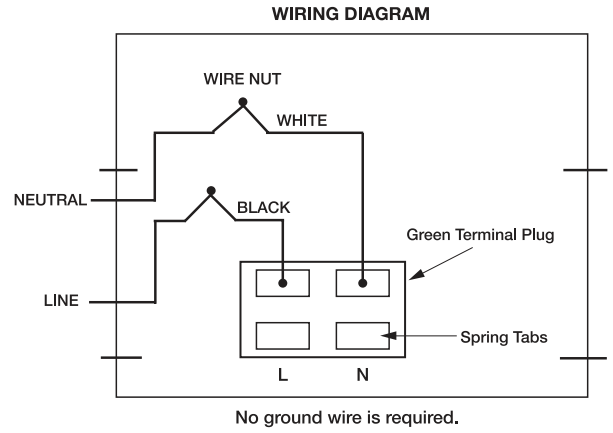 WIRING DIAGRAM
WIRE NUT
WHITE
NEUTRAL
BLACK
Green Terminal Plug
LINE
Spring Tabs
L N
No ground wire is required.